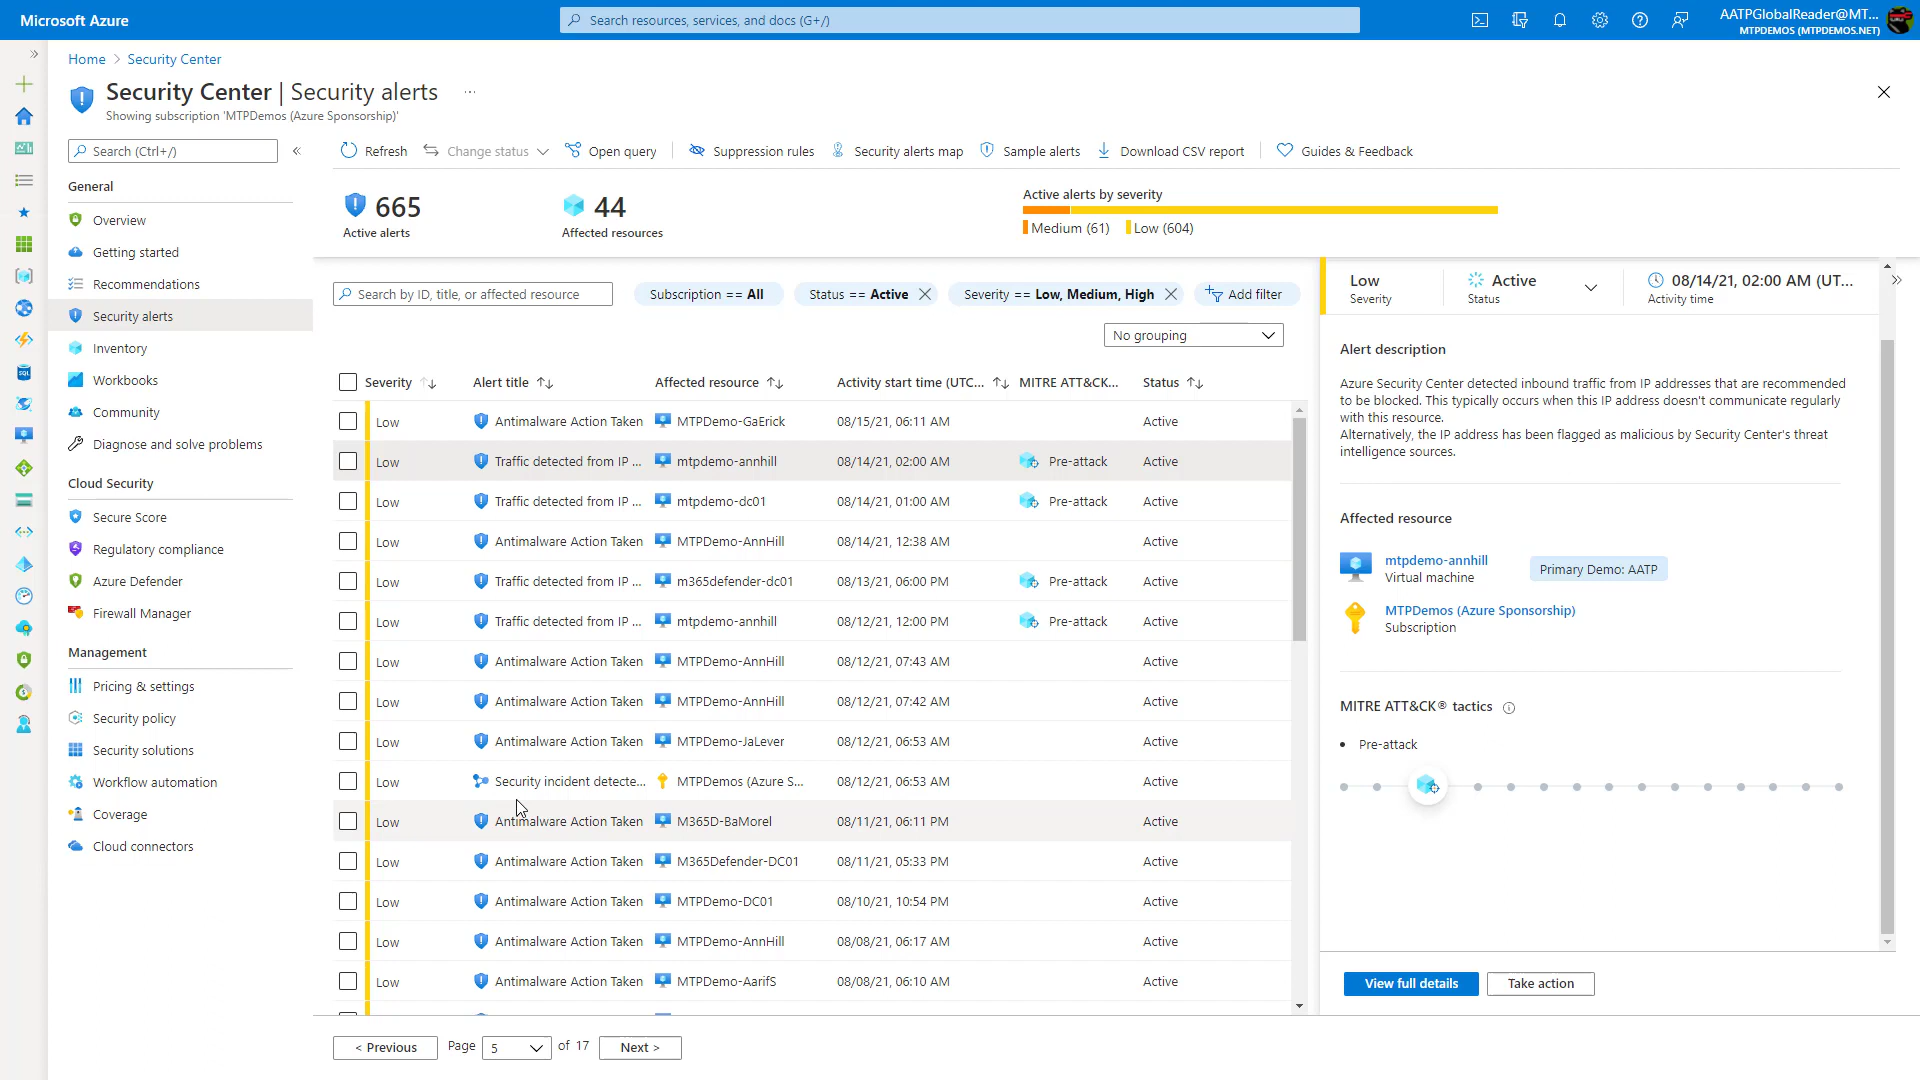 Microsoft Azure
Search resources, services, and docs (G+/)
AATPGlobalReader@MT...
MTPDEMOS (MTPDEMOS.NET)
Home > Security Center
Security Center | Security alerts ...
Showing subscription 'MTPDemos (Azure Sponsorship)'
Search (Ctrl+/)
General
Overview
Getting started
Recommendations
Security alerts
Inventory
Workbooks
Community
Diagnose and solve problems
Cloud Security
Secure Score
Regulatory compliance
Azure Defender
Firewall Manager
Management
Pricing & settings
Security policy
Security solutions
Workflow automation
Coverage
Cloud connectors
Refresh Change status Open query Suppression rules Security alerts map Sample alerts Download CSV report Guides & Feedback
665
Active alerts
44
Affected resources
Active alerts by severity
Medium (61) Low (604)
Search by ID, title, or affected resource Subscription == All Status == Active Severity == Low, Medium, High Add filter
No grouping
Severity Alert title Affected resource Activity start time (UTC... MITRE ATT&CK... Status
Low Antimalware Action Taken MTPDemo-GaErick 08/15/21, 06:11 AM Active
Low Traffic detected from IP ... mtpdemo-annhill 08/14/21, 02:00 AM Pre-attack Active
Low Traffic detected from IP ... mtpdemo-dc01 08/14/21, 01:00 AM Pre-attack Active
Low Antimalware Action Taken MTPDemo-AnnHill 08/14/21, 12:38 AM Active
Low Traffic detected from IP ... m365defender-dc01 08/13/21, 06:00 PM Pre-attack Active
Low Traffic detected from IP ... mtpdemo-annhill 08/12/21, 12:00 PM Pre-attack Active
Low Antimalware Action Taken MTPDemo-AnnHill 08/12/21, 07:43 AM Active
Low Antimalware Action Taken MTPDemo-AnnHill 08/12/21, 07:42 AM Active
Low Antimalware Action Taken MTPDemo-JaLever 08/12/21, 06:53 AM Active
Low Security incident detecte... MTPDemos (Azure S... 08/12/21, 06:53 AM Active
Low Antimalware Action Taken M365D-BaMorel 08/11/21, 06:11 PM Active
Low Antimalware Action Taken M365Defender-DC01 08/11/21, 05:33 PM Active
Low Antimalware Action Taken MTPDemo-DC01 08/10/21, 10:54 PM Active
Low Antimalware Action Taken MTPDemo-AnnHill 08/08/21, 06:17 AM Active
Low Antimalware Action Taken MTPDemo-AarifS 08/08/21, 06:10 AM Active
< Previous Page 5 of 17 Next >
Low
Severity
Active
Status
08/14/21, 02:00 AM (UT...
Activity time
Alert description
Azure Security Center detected inbound traffic from IP addresses that are recommended
to be blocked. This typically occurs when this IP address doesn't communicate regularly
with this resource.
Alternatively, the IP address has been flagged as malicious by Security Center's threat
intelligence sources.
Affected resource
mtpdemo-annhill
Virtual machine
Primary Demo: AATP
MTPDemos (Azure Sponsorship)
Subscription
MITRE ATT&CK® tactics
• Pre-attack
View full details Take action